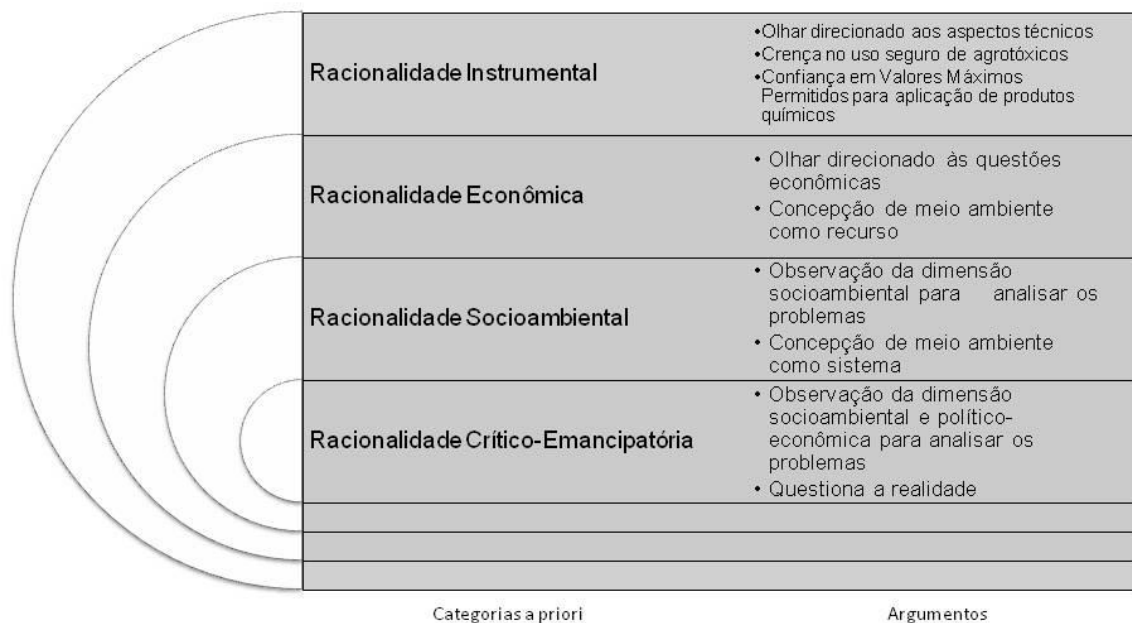 Racionalidade Instrumental
•Olhar direcionado aos aspectos técnicos
•Crença no uso seguro de agrotóxicos
•Confiança em Valores Máximos
Permitidos para aplicação de produtos
químicos
Racionalidade Econômica
• Olhar direcionado às questões
econômicas
• Concepção de meio ambiente
como recurso
Racionalidade Socioambiental
• Observação da dimensão
socioambiental para analisar os
problemas
• Concepção de meio ambiente
como sistema
Racionalidade Crítico-Emancipatória
• Observação da dimensão
socioambiental e político-
econômica para analisar os
problemas
• Questiona a realidade
Categorias a priori
Argumentos